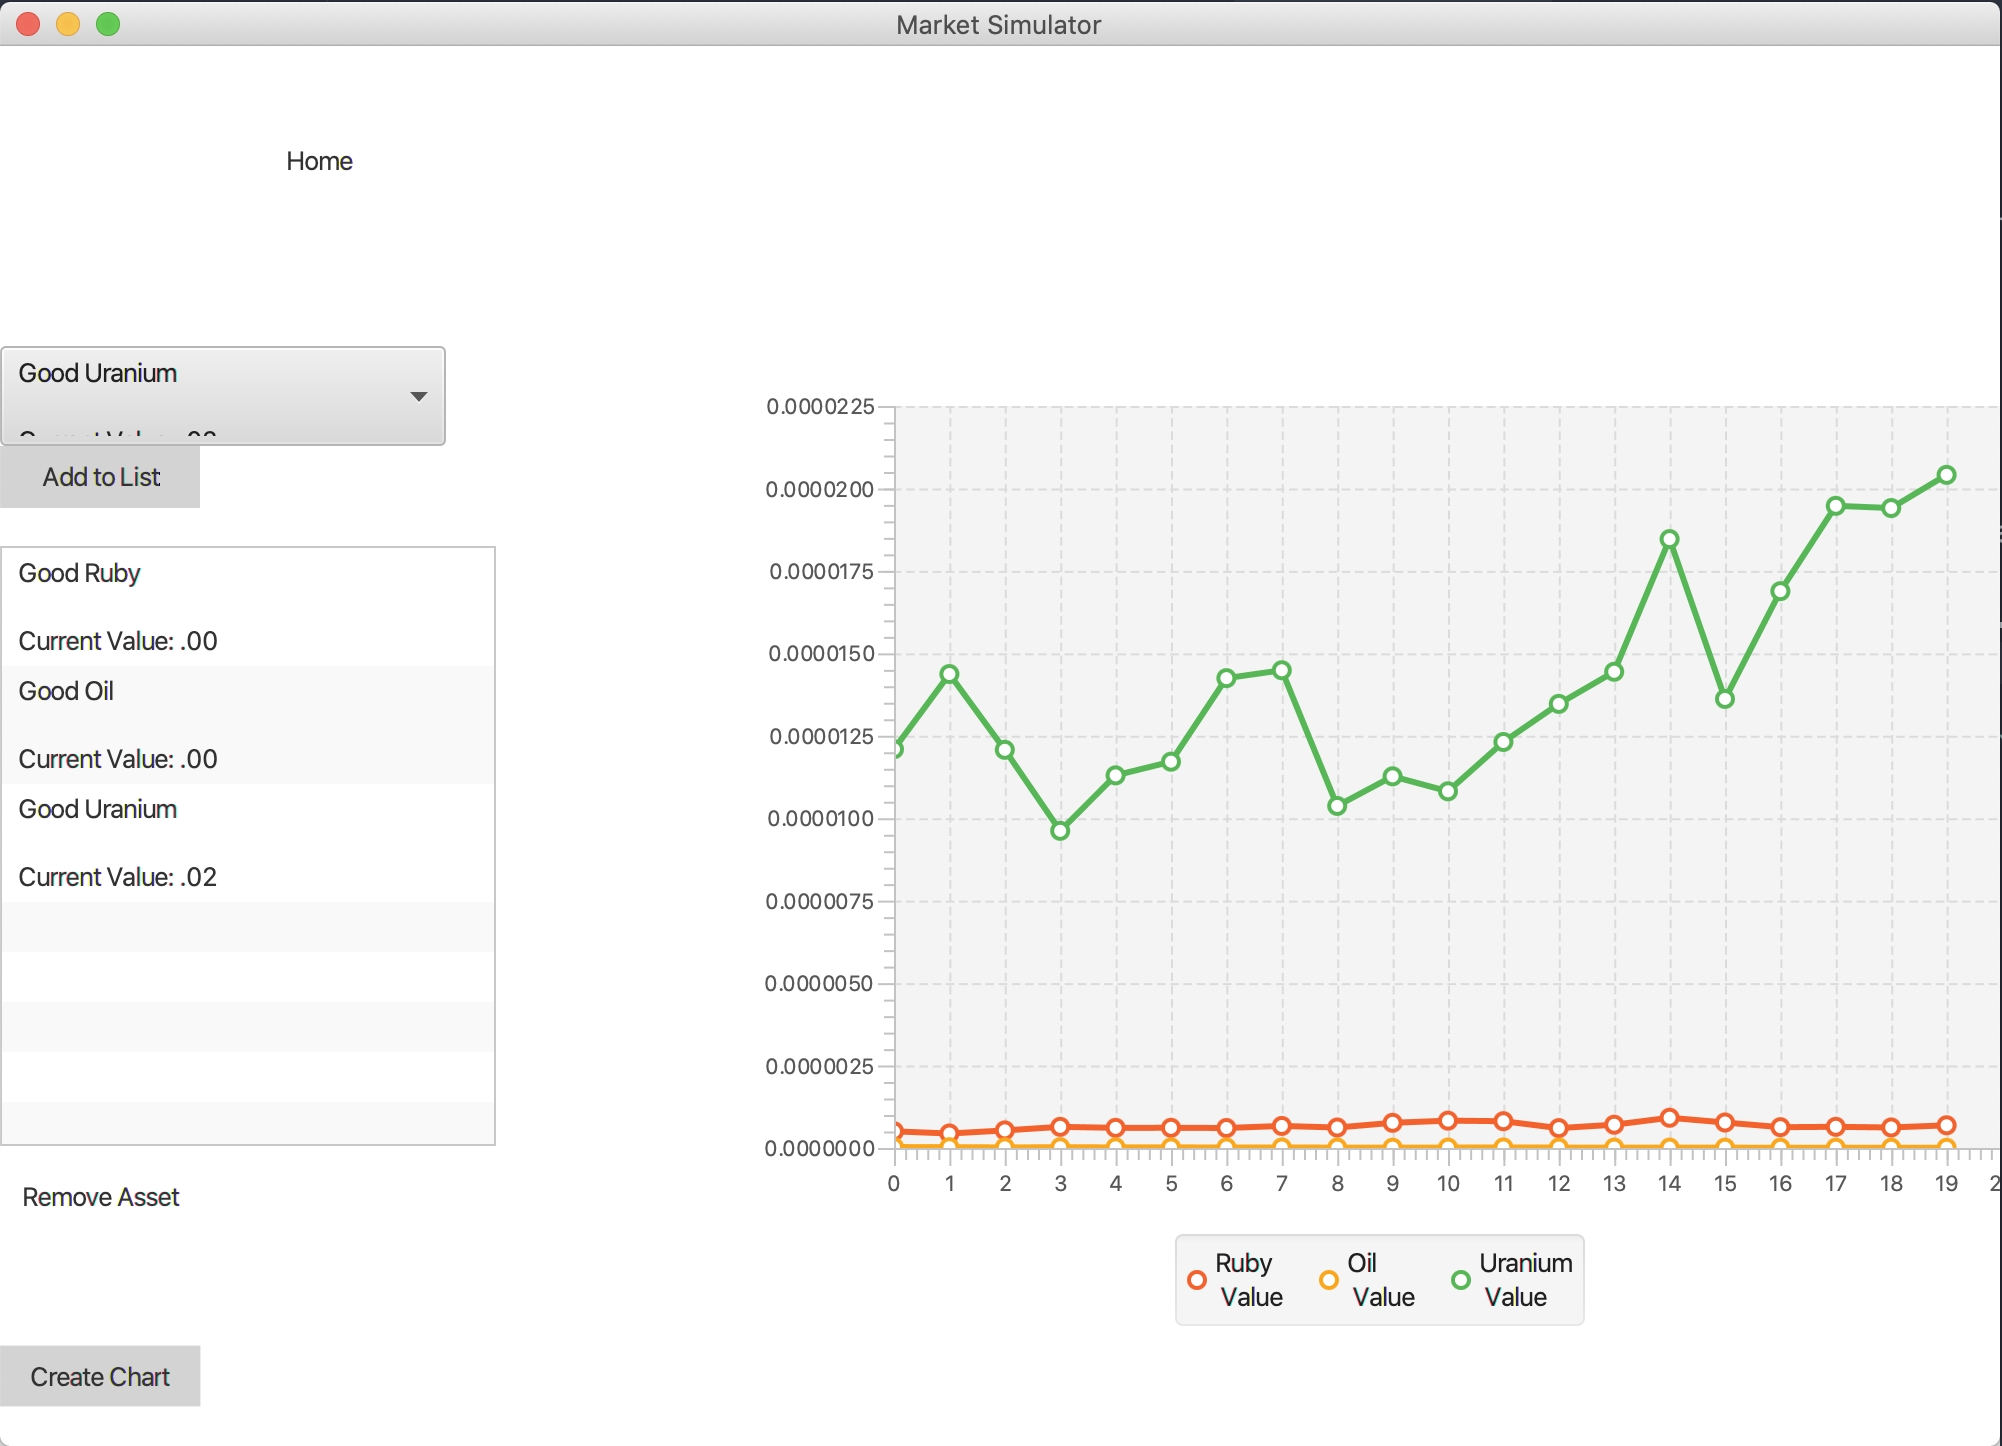 Market Simulator
Home
Good Uranium
Add to List
Good Ruby
Current Value: .00
Good Oil
Current Value: .00
Good Uranium
Current Value: .02
Remove Asset
Create Chart
0.0000225
0.0000200
0.0000175
0.0000150
0.0000125
0.0000100
0.0000075
0.0000050
0.0000025
0.0000000
0 1 2 3 4 5 6 7 8 9 10 11 12 13 14 15 16 17 18 19
Ruby Value
Oil Value
Uranium Value